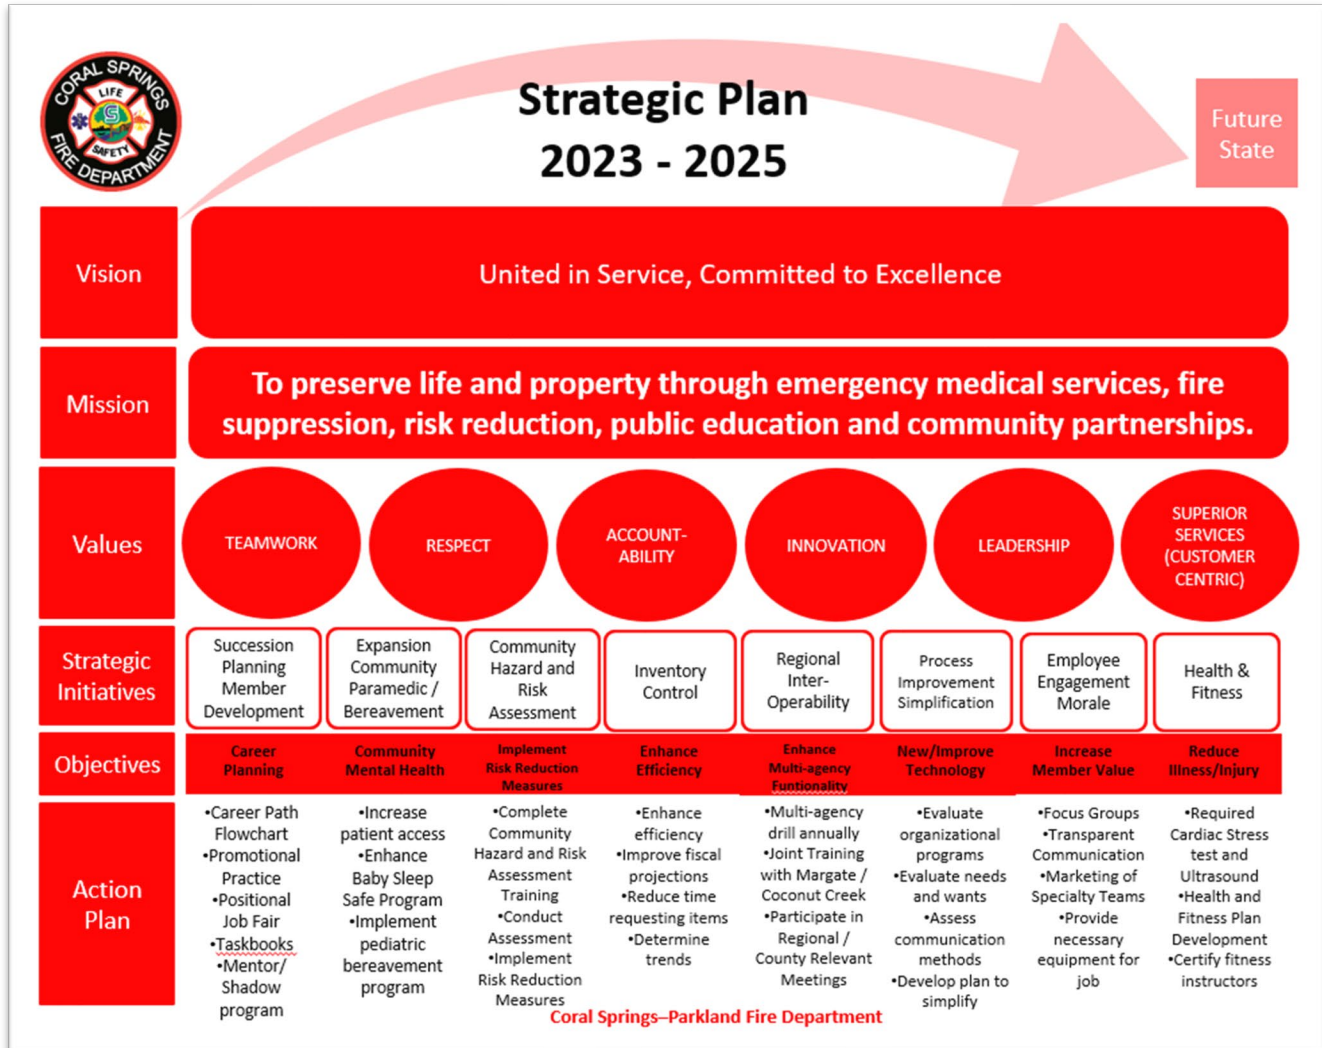 CORAL SPRINGS
LIFE
S
SAFETY
FIRE DEPARTMENT
Strategic Plan
2023 - 2025
Future
State
Vision
United in Service, Committed to Excellence
Mission
To preserve life and property through emergency medical services, fire
suppression, risk reduction, public education and community partnerships.
Values
TEAMWORK
RESPECT
ACCOUNT-
ABILITY
INNOVATION
LEADERSHIP
SUPERIOR
SERVICES
(CUSTOMER
CENTRIC)
Strategic
Initiatives
Succession
Planning
Member
Development
Expansion
Community
Paramedic /
Bereavement
Community
Hazard and
Risk
Assessment
Inventory
Control
Regional
Inter-
Operability
Process
Improvement
Simplification
Employee
Engagement
Morale
Health &
Fitness
Objectives
Career
Planning
Community
Mental Health
Implement
Risk Reduction
Measures
Enhance
Efficiency
Enhance
Multi-agency
Funtionality
New/Improve
Technology
Increase
Member Value
Reduce
Illness/Injury
Action
Plan
•Career Path
Flowchart
•Promotional
Practice
•Positional
Job Fair
•Taskbooks
•Mentor/
Shadow
program
•Increase
patient access
•Enhance
Baby Sleep
Safe Program
•Implement
pediatric
bereavement
program
•Complete
Community
Hazard and Risk
Assessment
Training
•Conduct
Assessment
•Implement
Risk Reduction
Measures
•Enhance
efficiency
•Improve fiscal
projections
•Reduce time
requesting items
•Determine
trends
•Multi-agency
drill annually
•Joint Training
with Margate /
Coconut Creek
•Participate in
Regional /
County Relevant
Meetings
•Evaluate
organizational
programs
•Evaluate needs
and wants
•Assess
communication
methods
•Develop plan to
simplify
•Focus Groups
•Transparent
Communication
•Marketing of
Specialty Teams
•Provide
necessary
equipment for
job
•Required
Cardiac Stress
test and
Ultrasound
•Health and
Fitness Plan
Development
•Certify fitness
instructors
Coral Springs–Parkland Fire Department